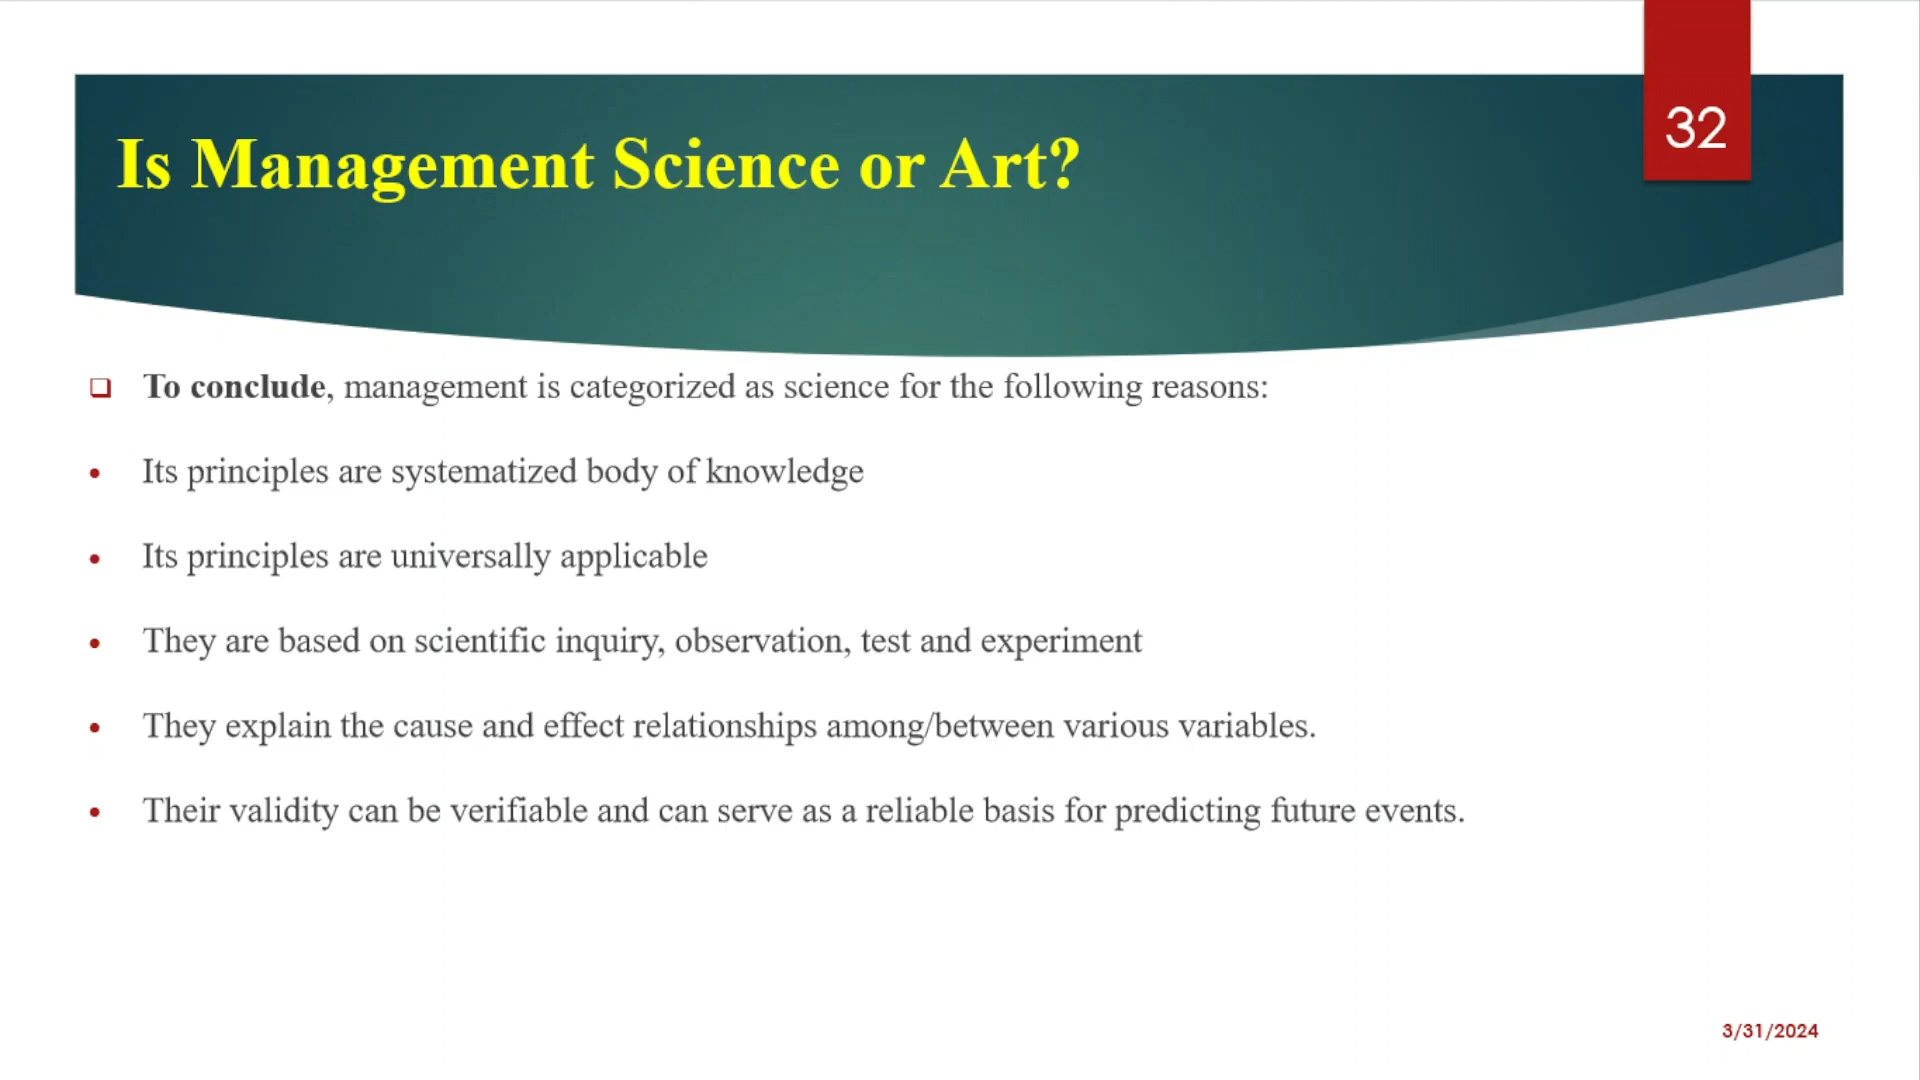 32
Is Management Science or Art?
To conclude, management is categorized as science for the following reasons:
Its principles are systematized body of knowledge
Its principles are universally applicable
They are based on scientific inquiry, observation, test and experiment
They explain the cause and effect relationships among/between various variables.
Their validity can be verifiable and can serve as a reliable basis for predicting future events.
3/31/2024